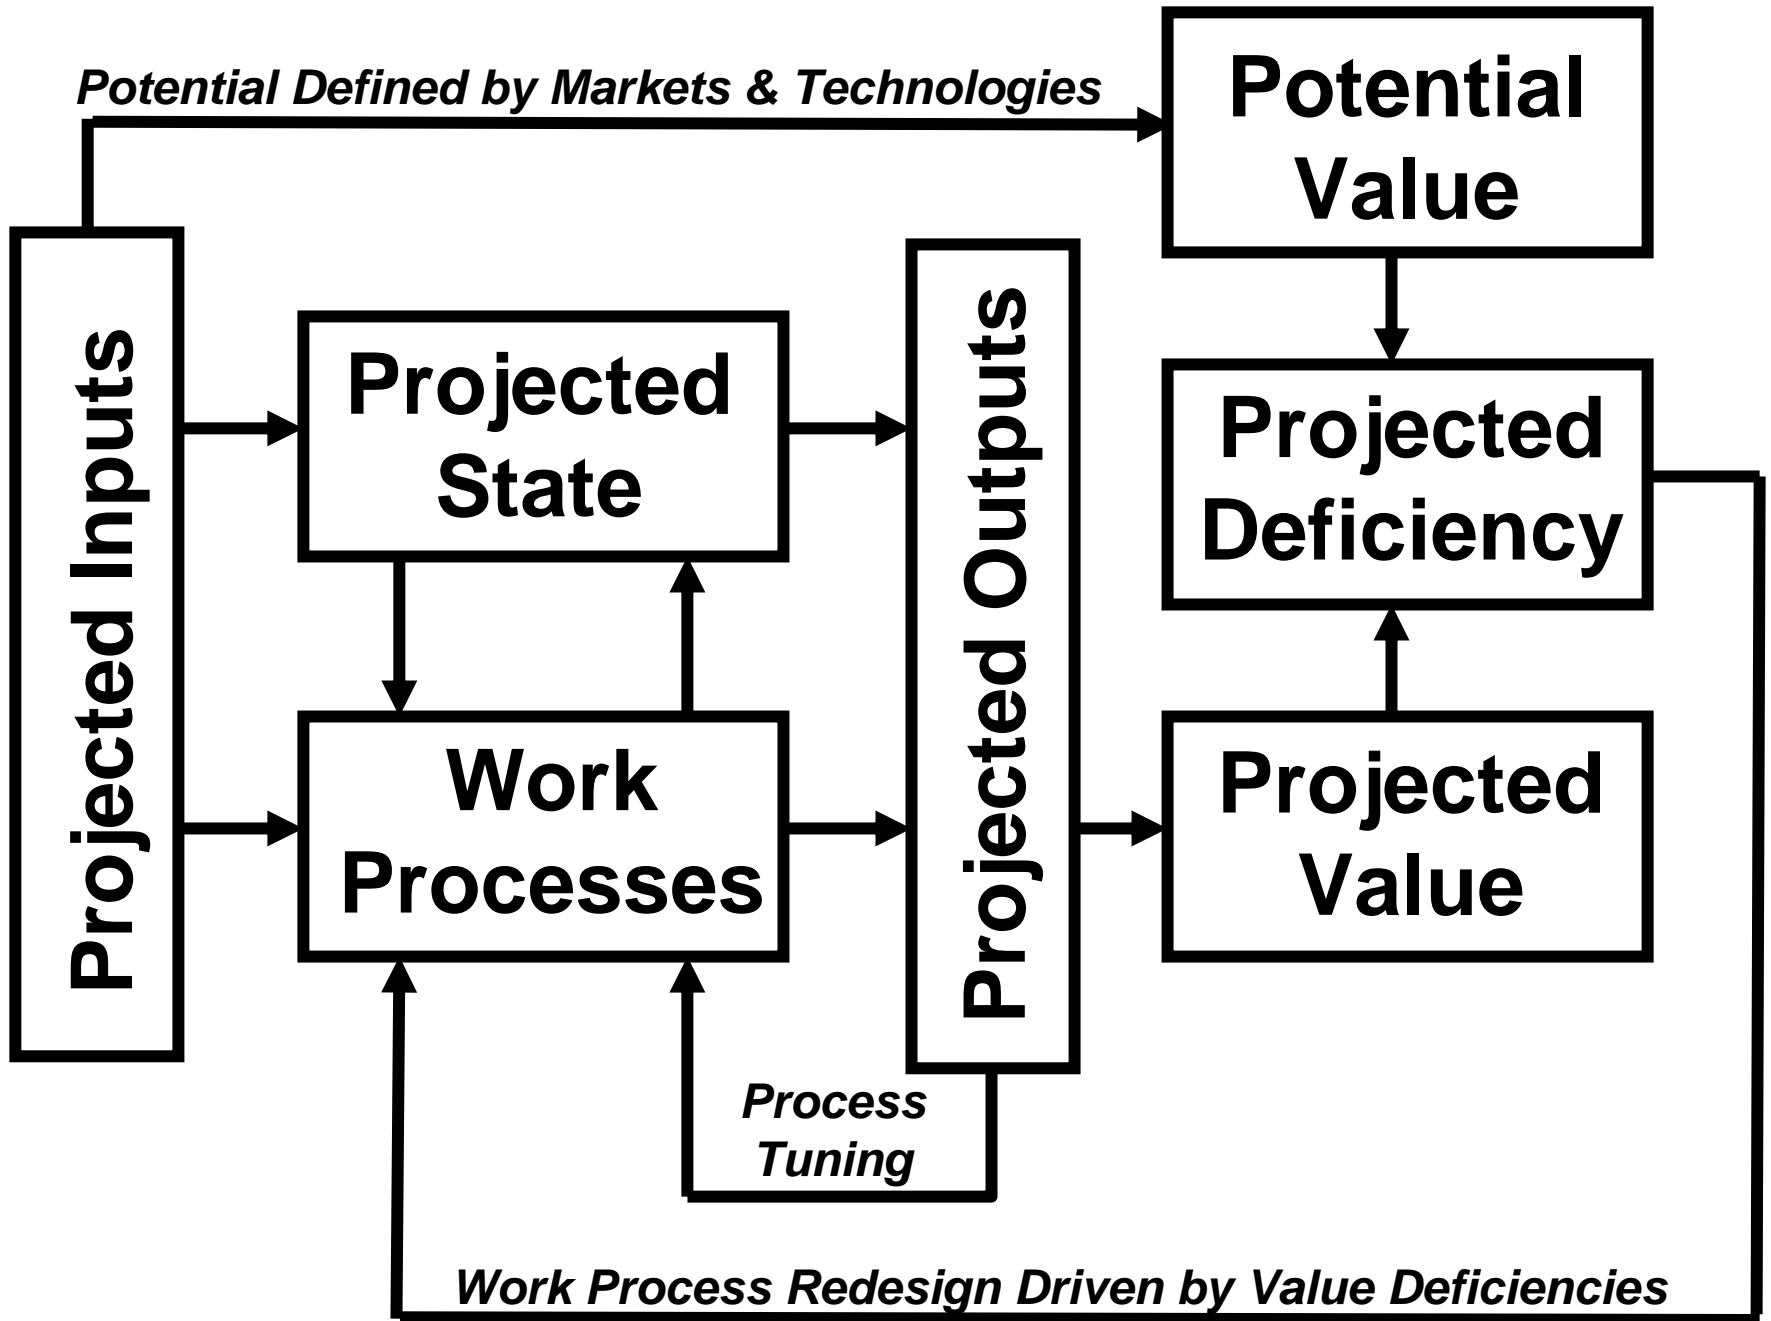 Potential Defined by Markets & Technologies
Potential
Value
Projected Inputs
Projected
State
Projected Outputs
Projected
Deficiency
Work
Processes
Projected
Value
Process
Tuning
Work Process Redesign Driven by Value Deficiencies